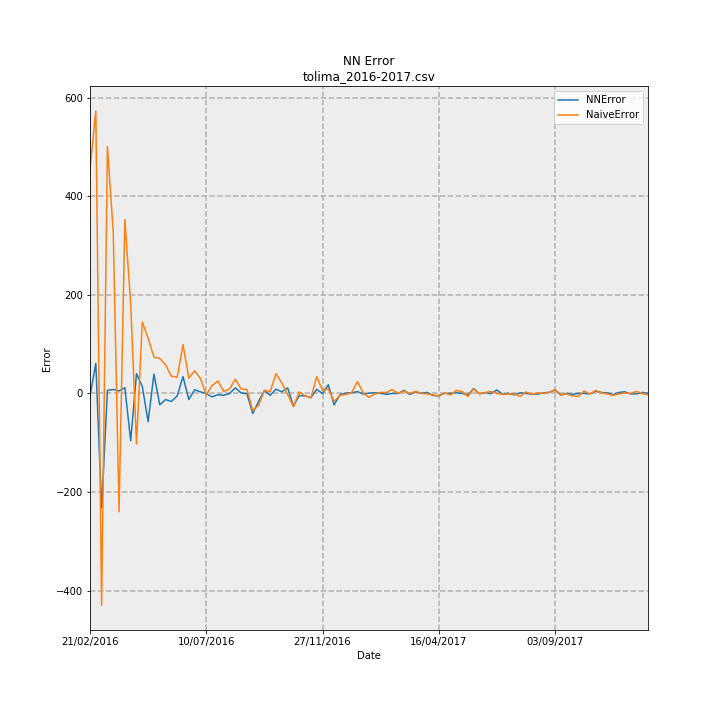 NN Error
tolima_2016-2017.csv
NNError
NaiveError
600
400
200
0
−200
−400
Error
21/02/2016
10/07/2016
27/11/2016
16/04/2017
03/09/2017
Date